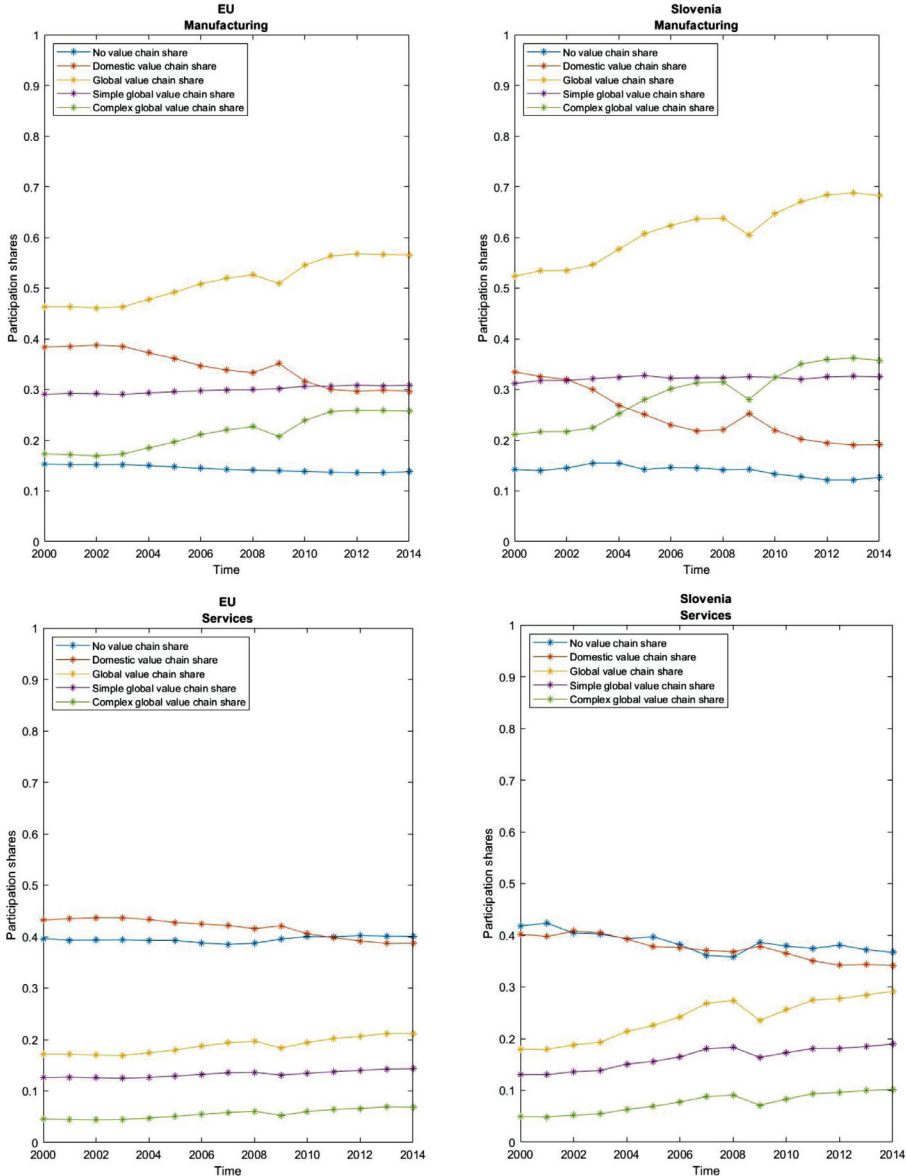 EU
Manufacturing
No value chain share
Domestic value chain share
Global value chain share
Simple global value chain share
Complex global value chain share
Participation shares
1
0.9
0.8
0.7
0.6
0.5
0.4
0.3
0.2
0.1
0
2000 2002 2004 2006 2008 2010 2012 2014
Time
Slovenia
Manufacturing
No value chain share
Domestic value chain share
Global value chain share
Simple global value chain share
Complex global value chain share
Participation shares
1
0.9
0.8
0.7
0.6
0.5
0.4
0.3
0.2
0.1
0
2000 2002 2004 2006 2008 2010 2012 2014
Time
EU
Services
No value chain share
Domestic value chain share
Global value chain share
Simple global value chain share
Complex global value chain share
Participation shares
1
0.9
0.8
0.7
0.6
0.5
0.4
0.3
0.2
0.1
0
2000 2002 2004 2006 2008 2010 2012 2014
Time
Slovenia
Services
No value chain share
Domestic value chain share
Global value chain share
Simple global value chain share
Complex global value chain share
Participation shares
1
0.9
0.8
0.7
0.6
0.5
0.4
0.3
0.2
0.1
0
2000 2002 2004 2006 2008 2010 2012 2014
Time